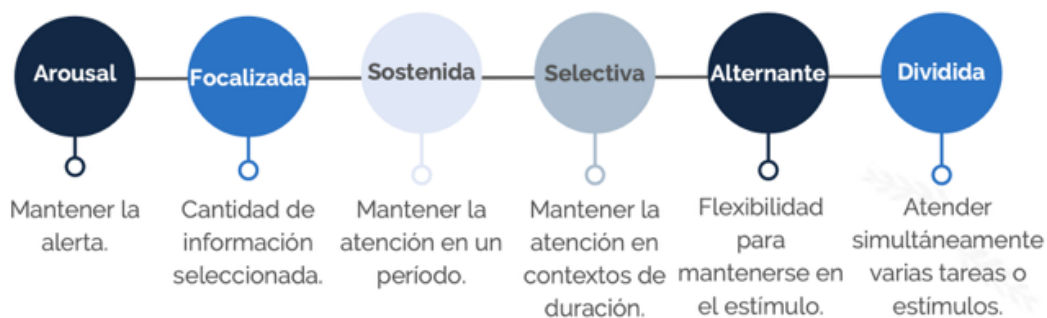 Arousal
Focalizada
Sostenida
Selectiva
Alternante
Dividida
Mantener la
alerta.
Cantidad de
información
seleccionada.
Mantener la
atención en un
período.
Mantener la
atención en
contextos de
duración.
Flexibilidad
para
mantenerse en
el estímulo.
Atender
simultáneamente
varias tareas o
estímulos.